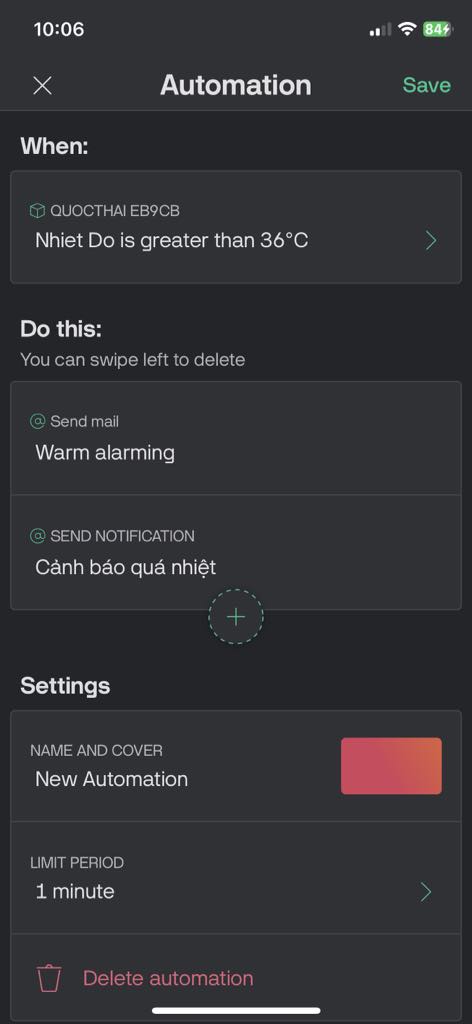 10:06
84
Automation
Save
When:
QUOCTHAI EB9CB
Nhiet Do is greater than 36°C
Do this:
You can swipe left to delete
Send mail
Warm alarming
SEND NOTIFICATION
Cảnh báo quá nhiệt
Settings
NAME AND COVER
New Automation
LIMIT PERIOD
1 minute
Delete automation